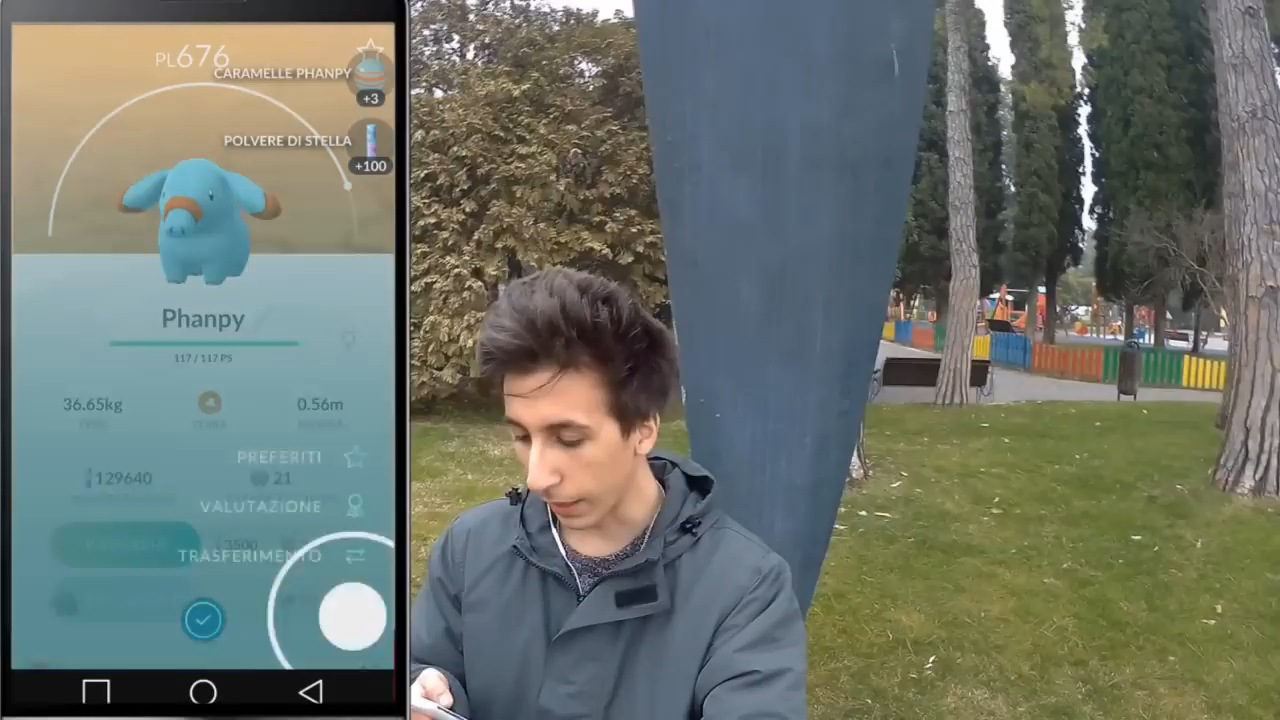 PL676
CARAMELLE PHANPY
+3
POLVERE DI STELLA
+100
Phanpy
117 / 117 PS
36.65kg
0.56m
PREFERITI
129640
21
VALUTAZIONE
3500
TRASFERIMENTO